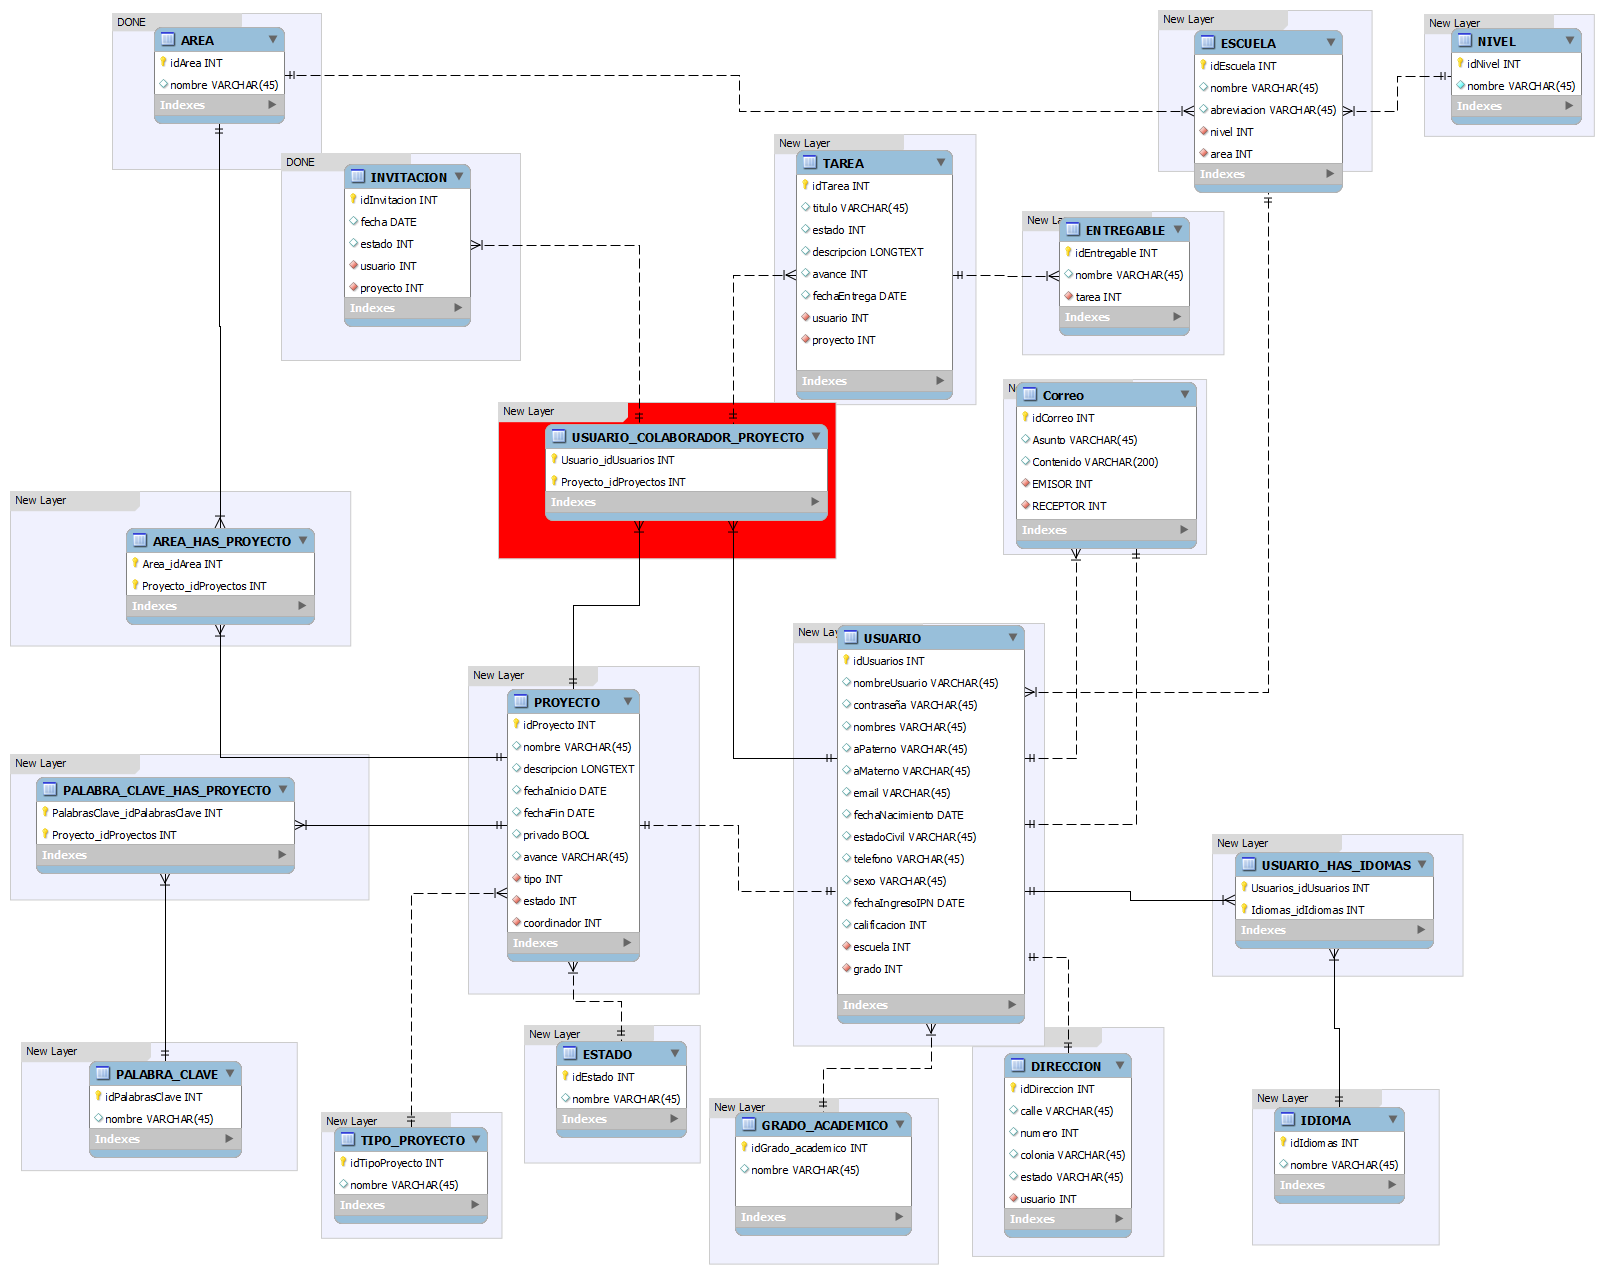 DONE
AREA
idArea INT
nombre VARCHAR(45)
Indexes
New Layer
ESCUELA
idEscuela INT
nombre VARCHAR(45)
abreviacion VARCHAR(45)
nivel INT
area INT
Indexes
New Layer
NIVEL
idNivel INT
nombre VARCHAR(45)
Indexes
DONE
INVITACION
idInvitacion INT
fecha DATE
estado INT
usuario INT
proyecto INT
Indexes
New Layer
TAREA
idTarea INT
titulo VARCHAR(45)
estado INT
descripcion LONGTEXT
avance INT
fechaEntrega DATE
usuario INT
proyecto INT
Indexes
New La
ENTREGABLE
idEntregable INT
nombre VARCHAR(45)
tarea INT
Indexes
New Layer
USUARIO_COLABORADOR_PROYECTO
Usuario_idUsuarios INT
Proyecto_idProyectos INT
Indexes
Correo
idCorreo INT
Asunto VARCHAR(45)
Contenido VARCHAR(200)
EMISOR INT
RECEPTOR INT
Indexes
New Layer
AREA_HAS_PROYECTO
Area_idArea INT
Proyecto_idProyectos INT
Indexes
New Layer
PROYECTO
idProyecto INT
nombre VARCHAR(45)
descripcion LONGTEXT
fechaInicio DATE
fechaFin DATE
privado BOOL
avance VARCHAR(45)
tipo INT
estado INT
coordinador INT
Indexes
New Lay
USUARIO
idUsuarios INT
nombreUsuario VARCHAR(45)
contraseña VARCHAR(45)
nombres VARCHAR(45)
aPaterno VARCHAR(45)
aMaterno VARCHAR(45)
email VARCHAR(45)
fechaNacimiento DATE
estadoCivil VARCHAR(45)
telefono VARCHAR(45)
sexo VARCHAR(45)
fechaIngresoIPN DATE
calificacion INT
escuela INT
grado INT
Indexes
New Layer
PALABRA_CLAVE_HAS_PROYECTO
PalabrasClave_idPalabrasClave INT
Proyecto_idProyectos INT
Indexes
New Layer
USUARIO_HAS_IDOMAS
Usuarios_idUsuarios INT
Idiomas_idIdiomas INT
Indexes
New Layer
PALABRA_CLAVE
idPalabrasClave INT
nombre VARCHAR(45)
Indexes
New Layer
TIPO_PROYECTO
idTipoProyecto INT
nombre VARCHAR(45)
Indexes
New Layer
ESTADO
idEstado INT
nombre VARCHAR(45)
Indexes
New Layer
GRADO_ACADEMICO
idGrado_academico INT
nombre VARCHAR(45)
Indexes
DIRECCION
idDireccion INT
calle VARCHAR(45)
numero INT
colonia VARCHAR(45)
estado VARCHAR(45)
usuario INT
Indexes
New Layer
IDIOMA
idIdiomas INT
nombre VARCHAR(45)
Indexes